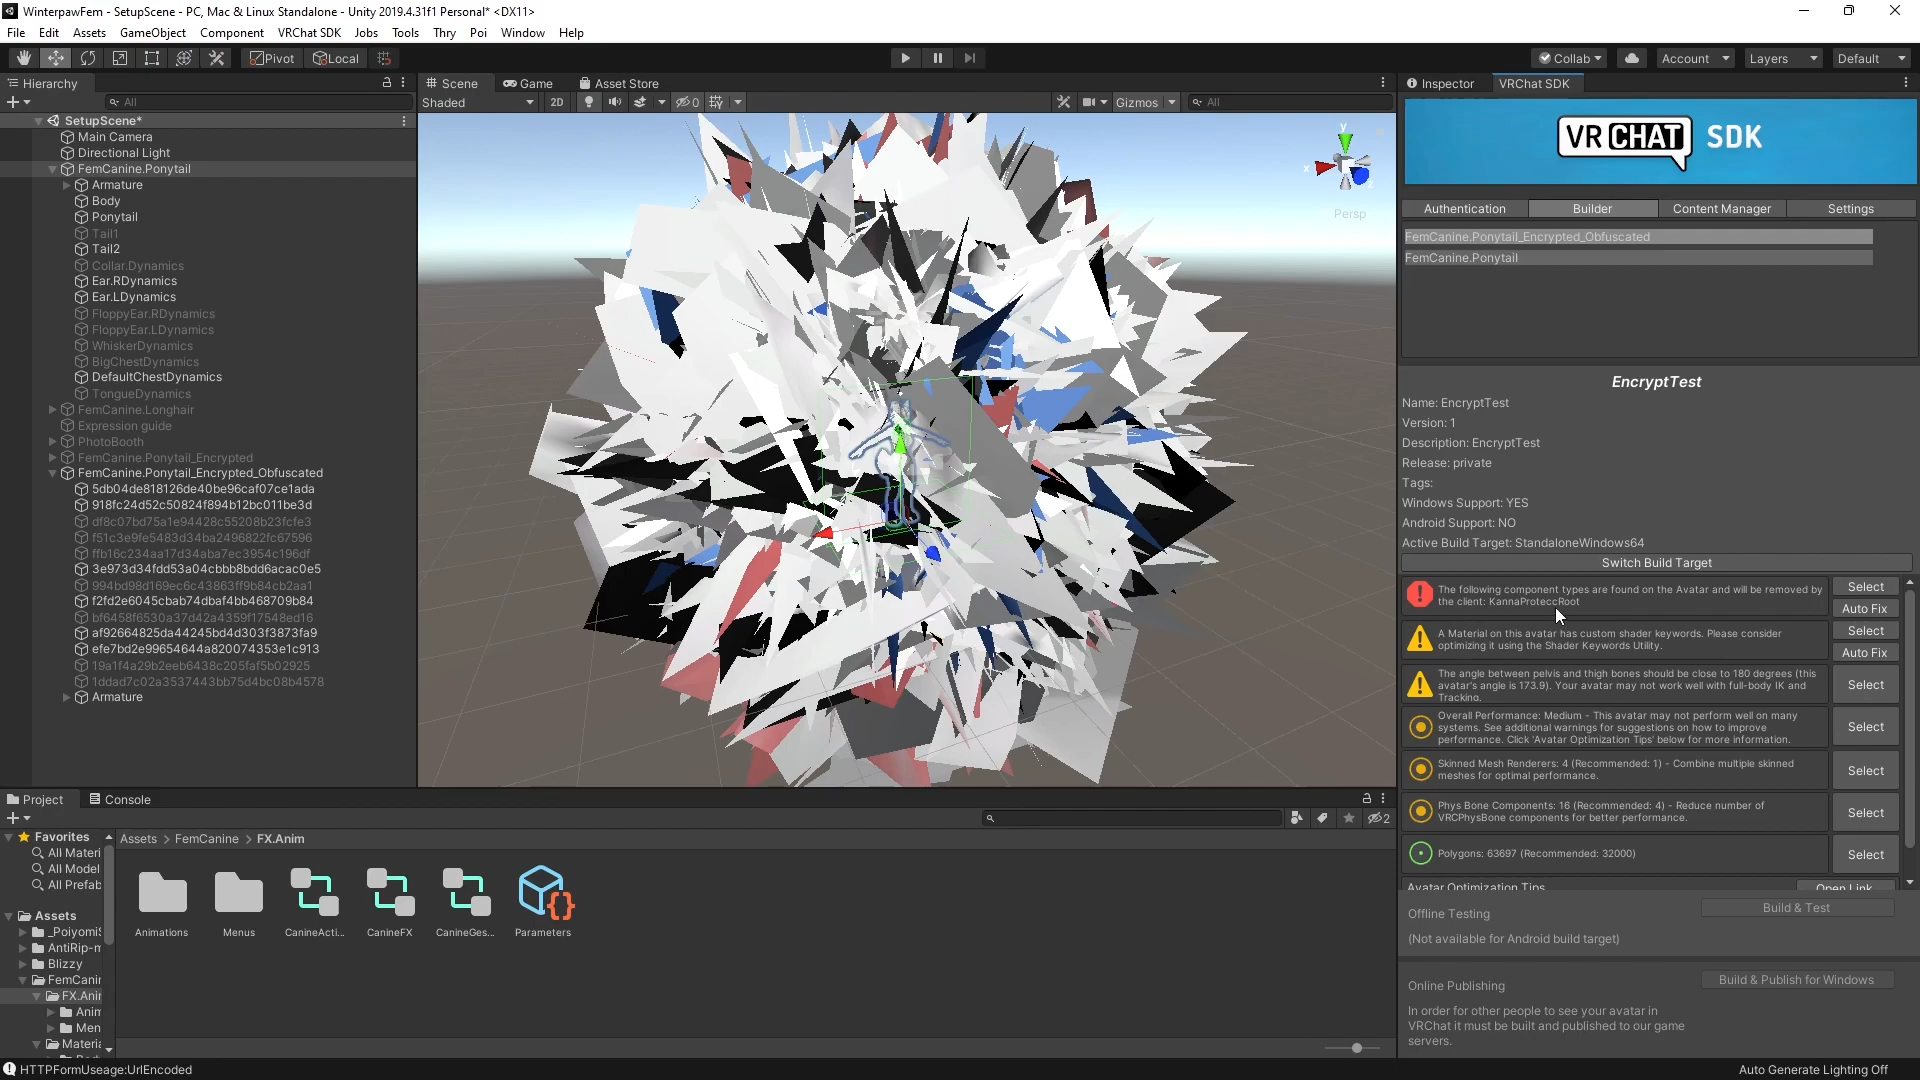 WinterpawFem - SetupScene - PC, Mac & Linux Standalone - Unity 2019.4.31f1 Personal* <DX11>
File Edit Assets GameObject Component VRChat SDK Jobs Tools Thry Poi Window Help
Pivot Local Collab Account Layers Default
Hierarchy
All
SetupScene*
Main Camera
Directional Light
FemCanine.Ponytail
Armature
Body
Ponytail
Tail1
Tail2
Collar.Dynamics
Ear.RDynamics
Ear.LDynamics
FloppyEar.RDynamics
FloppyEar.LDynamics
WhiskerDynamics
BigChestDynamics
DefaultChestDynamics
TongueDynamics
FemCanine.Longhair
Expression guide
PhotoBooth
FemCanine.Ponytail_Encrypted
FemCanine.Ponytail_Encrypted_Obfuscated
5db04de818126de40be96caf07ce1ada
918fc24d52c50824f894b12bc011be3d
df8c07bd75a1e94428c55208b23fcfe3
f51c3e9fe5483d34ba2496822fc67596
ffb16c234aa17d34aba7ec3954c196df
3e973d34fdd53a04cbbb8bdd6acac0e5
994bd98d169ec6c43863ff9b84cb2aa1
f2fd2e6045cbab74dbaf4bb468709b84
bf6458f6530a37d42a4359f17548ed16
af92664825da44245bd4d303f3873fa9
efe7bd2e99654644a820074353e1c913
19a1f4a29b2eeb6438c205faf5b02925
1ddad7c02a3537443bb75d4bc08b4578
Armature
Scene Game Asset Store
Shaded 2D 0 Gizmos All
y
x
z
Persp
Inspector VRChat SDK
VRCHAT SDK
Authentication Builder Content Manager Settings
FemCanine.Ponytail_Encrypted_Obfuscated
FemCanine.Ponytail
EncryptTest
Name: EncryptTest
Version: 1
Description: EncryptTest
Release: private
Tags:
Windows Support: YES
Android Support: NO
Active Build Target: StandaloneWindows64
Switch Build Target
The following component types are found on the Avatar and will be removed by
the client: KannaProteccRoot
Select
Auto Fix
A Material on this avatar has custom shader keywords. Please consider
optimizing it using the Shader Keywords Utility.
Select
Auto Fix
The angle between pelvis and thigh bones should be close to 180 degrees (this
avatar's angle is 173.9). Your avatar may not work well with full-body IK and
Tracking.
Select
Overall Performance: Medium - This avatar may not perform well on many
systems. See additional warnings for suggestions on how to improve
performance. Click 'Avatar Optimization Tips' below for more information.
Select
Skinned Mesh Renderers: 4 (Recommended: 1) - Combine multiple skinned
meshes for optimal performance.
Select
Phys Bone Components: 16 (Recommended: 4) - Reduce number of
VRCPhysBone components for better performance.
Select
Polygons: 63697 (Recommended: 32000)
Select
Avatar Optimization Tips Open Link
Offline Testing Build & Test
(Not available for Android build target)
Online Publishing Build & Publish for Windows
In order for other people to see your avatar in
VRChat it must be built and published to our game
servers.
Project Console
2
Favorites
All Materi
All Model
All Prefab
Assets
_Poiyomi
AntiRip-m
Blizzy
FemCanin
FX.Anin
Anim
Men
Materia
Assets > FemCanine > FX.Anim
Animations Menus CanineActi... CanineFX CanineGes... Parameters
HTTPFormUseage:UrlEncoded
Auto Generate Lighting Off